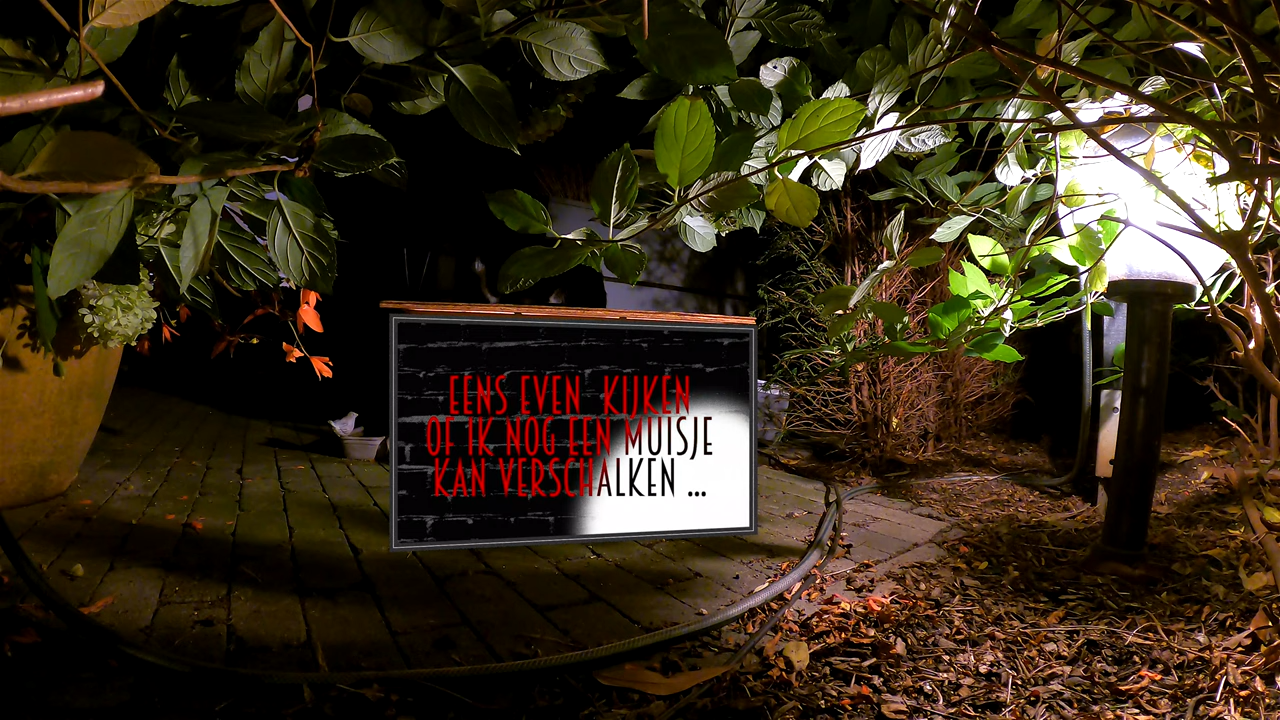 EENS EVEN KIJKEN
OF IK NOG EEN MUISJE
KAN VERSCHALKEN ...